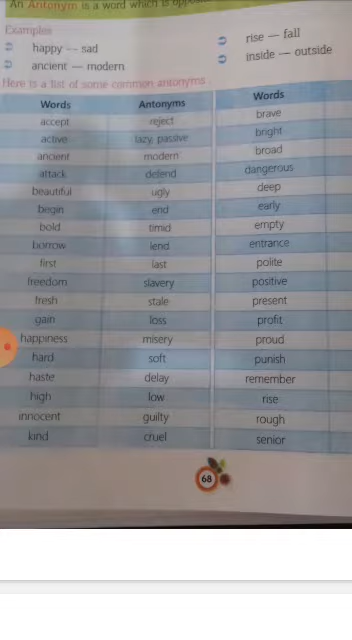 An Antonym is a word which is
Examples
happy — sad
rise — fall
ancient — modern
inside — outside
Here is a list of some common antonyms.
Words Antonyms Words
accept reject brave
active lazy, passive bright
ancient modern broad
attack defend dangerous
beautiful ugly deep
begin end early
bold timid empty
borrow lend entrance
first last polite
freedom slavery positive
fresh stale present
gain loss profit
happiness misery proud
hard soft punish
haste delay remember
high low rise
innocent guilty rough
kind cruel senior
68